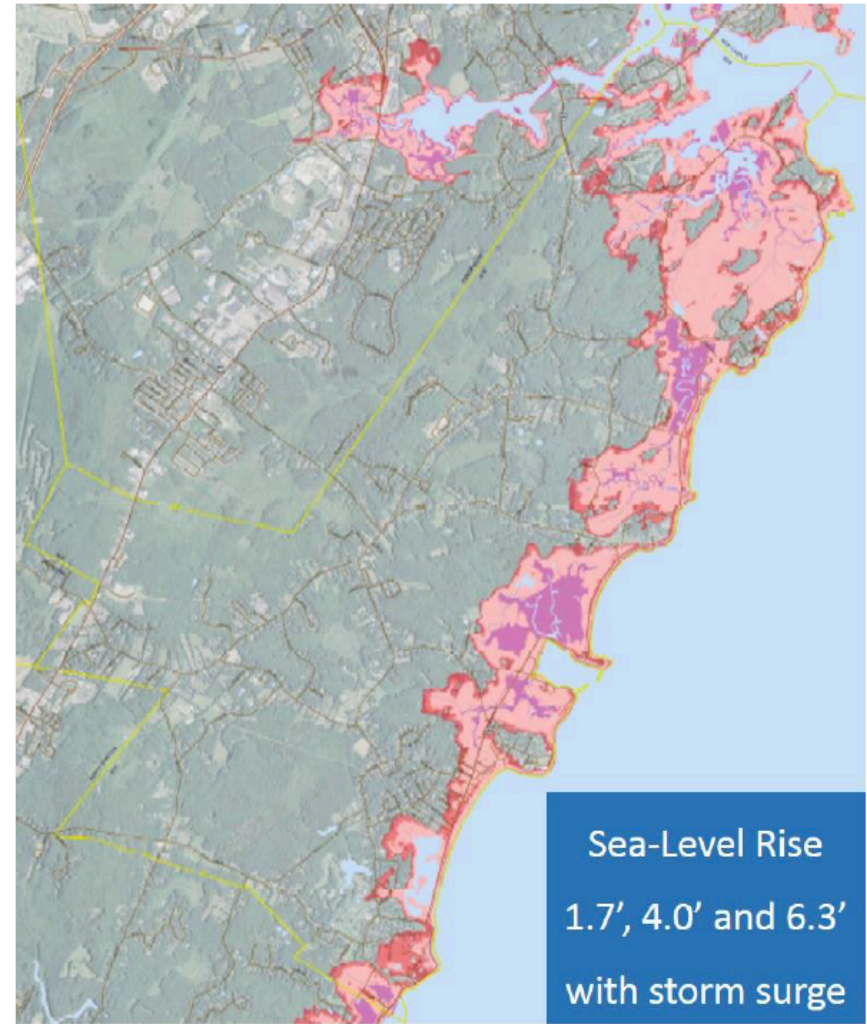 Sea-Level Rise
1.7’, 4.0’ and 6.3’
with storm surge